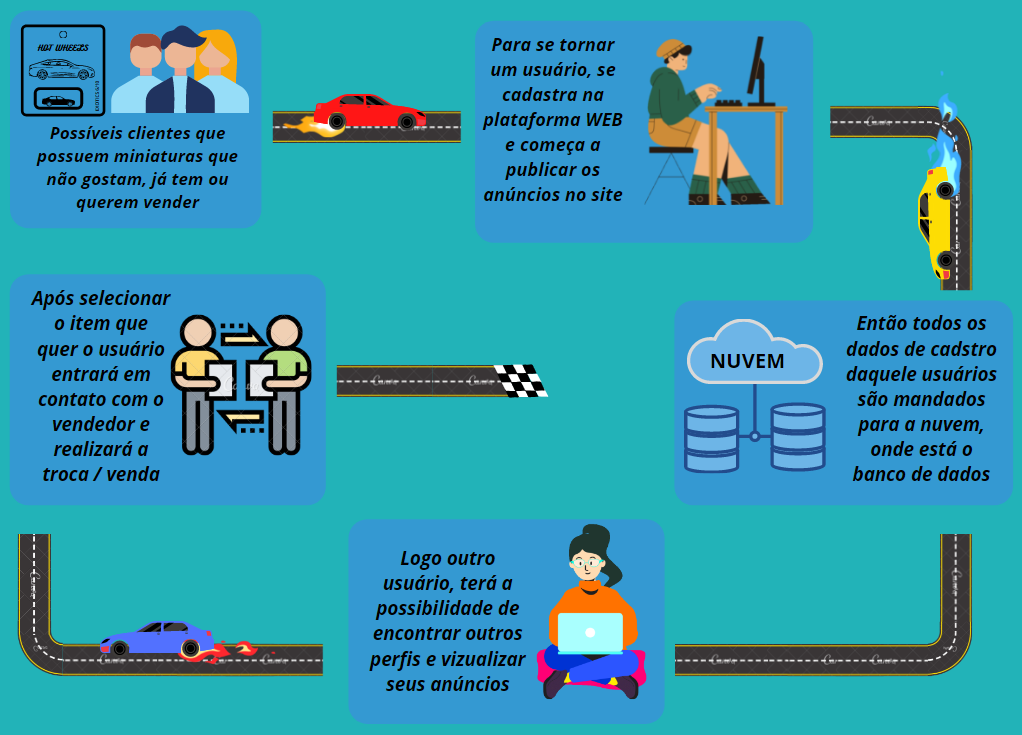 HOT WHEELS
Possíveis clientes que
possuem miniaturas que
não gostam, já tem ou
querem vender
Para se tornar
um usuário, se
cadastra na
plataforma WEB
e começa a
publicar os
anúncios no site
NUVEM
Então todos os
dados de cadstro
daquele usuários
são mandados
para a nuvem,
onde está o
banco de dados
Logo outro
usuário, terá a
possibilidade de
encontrar outros
perfis e vizualizar
seus anúncios
Após selecionar
o item que
quer o usuário
entrará em
contato com o
vendedor e
realizará a
troca / venda